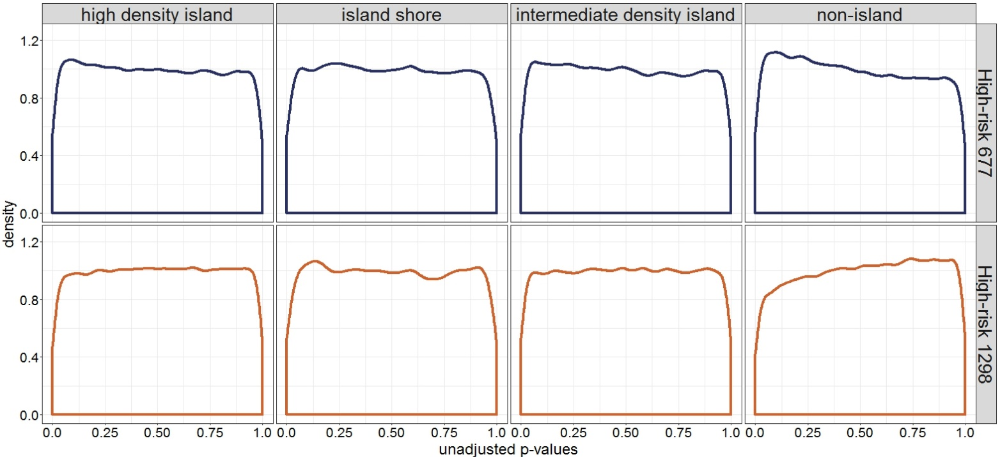 high density island island shore intermediate density island non-island
1.2
0.8
0.4
0.0
High-risk 677
density
1.2
0.8
0.4
0.0
High-risk 1298
0.0 0.25 0.50 0.75 1.0 0.0 0.25 0.50 0.75 1.0 0.0 0.25 0.50 0.75 1.0 0.0 0.25 0.50 0.75 1.0
unadjusted p-values